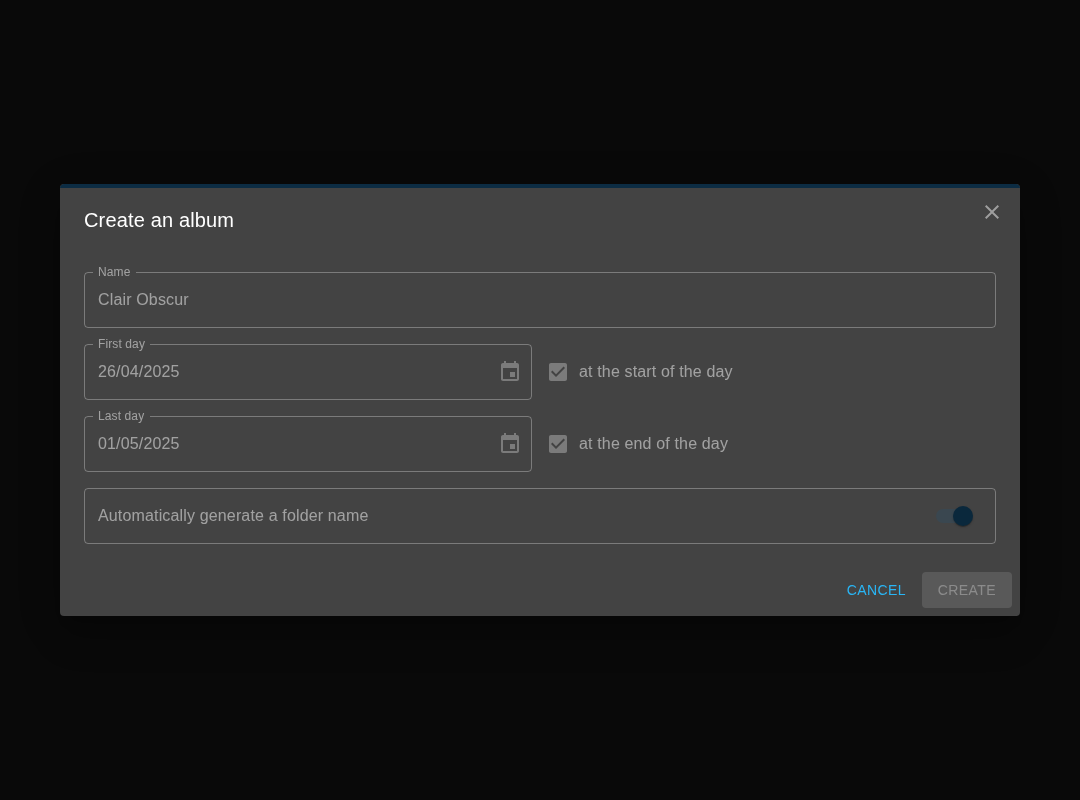 Create an album
Name
Clair Obscur
First day
26/04/2025
at the start of the day
Last day
01/05/2025
at the end of the day
Automatically generate a folder name
CANCEL
CREATE